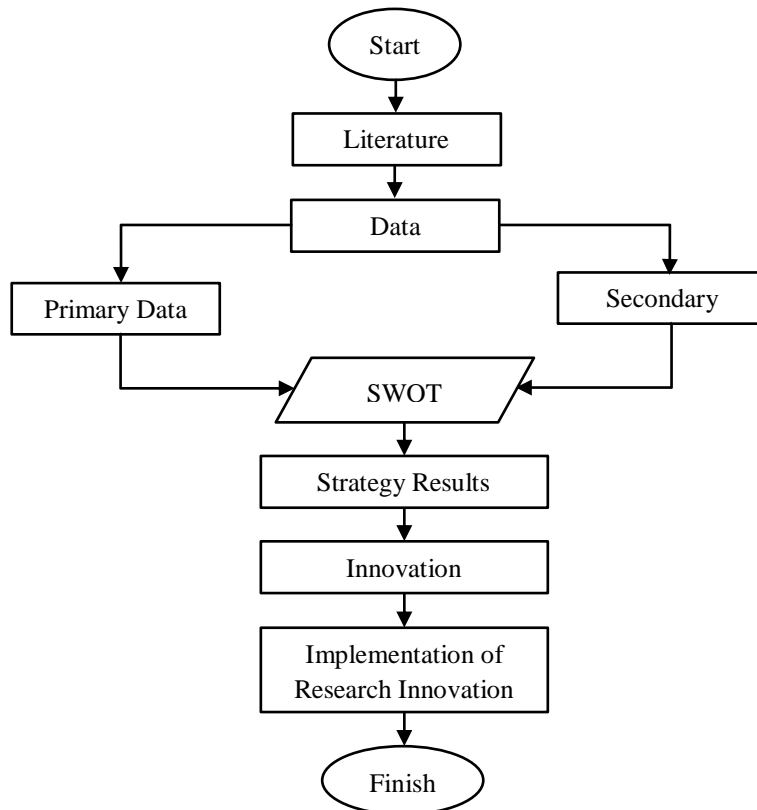 Start
Literature
Data
Primary Data
Secondary
SWOT
Strategy Results
Innovation
Implementation of
Research Innovation
Finish